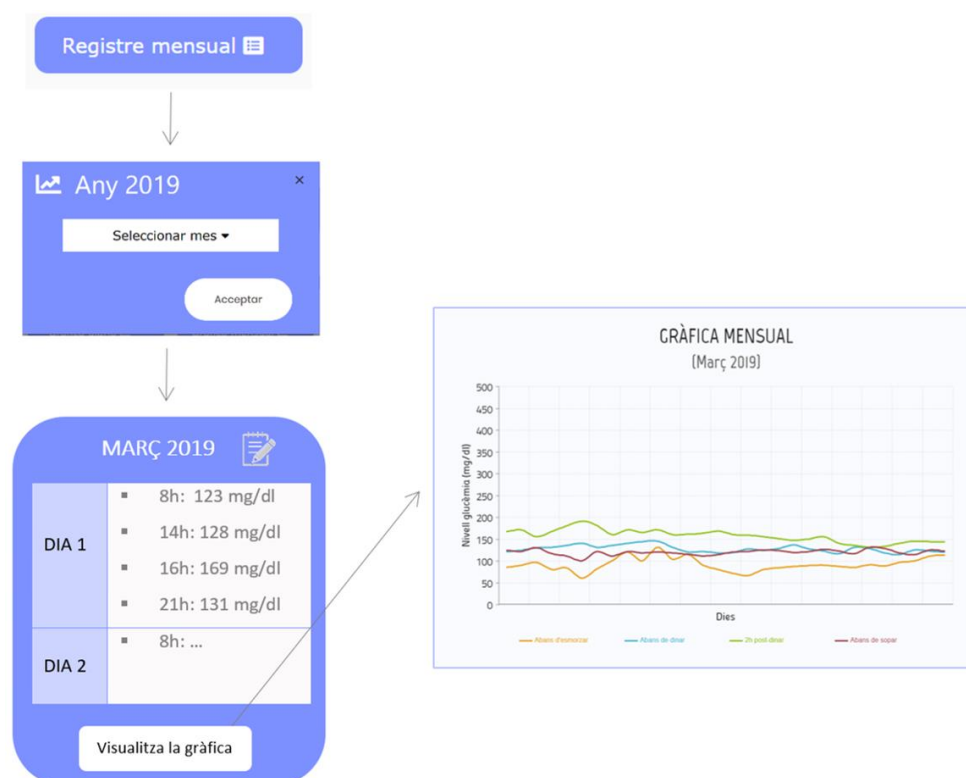 Registre mensual
Any 2019
×
Seleccionar mes
Acceptar
MARÇ 2019
DIA 1
8h: 123 mg/dl
14h: 128 mg/dl
16h: 169 mg/dl
21h: 131 mg/dl
DIA 2
8h: ...
Visualitza la gràfica
GRÀFICA MENSUAL
(Març 2019)
Nivell glucèmia (mg/dl)
500
450
400
350
300
250
200
150
100
50
0
Dies
Abans d'esmorzar
Abans de dinar
2h post-dinar
Abans de sopar